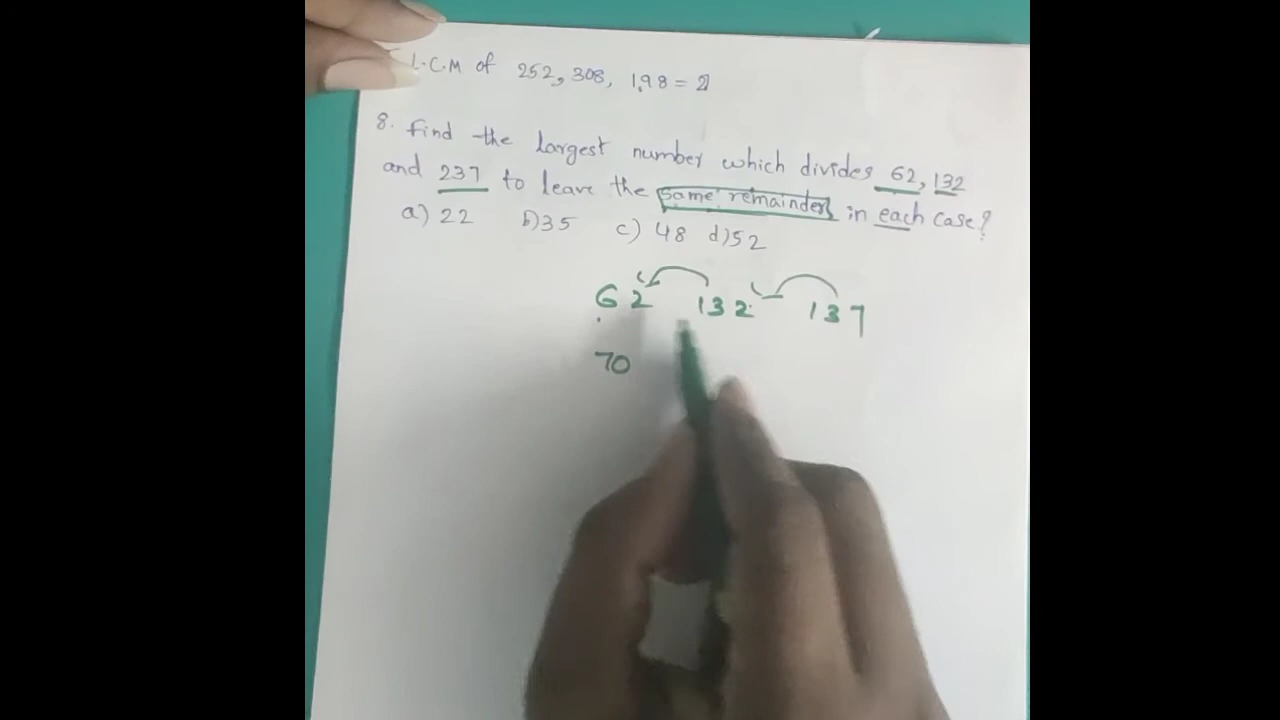 L.C.M of 252, 308, 198 = 2
8. find the largest number which divides 62, 132
and 237 to leave the same remainder in each case?
a) 22 b) 35 c) 48 d) 52
62 132 137
70